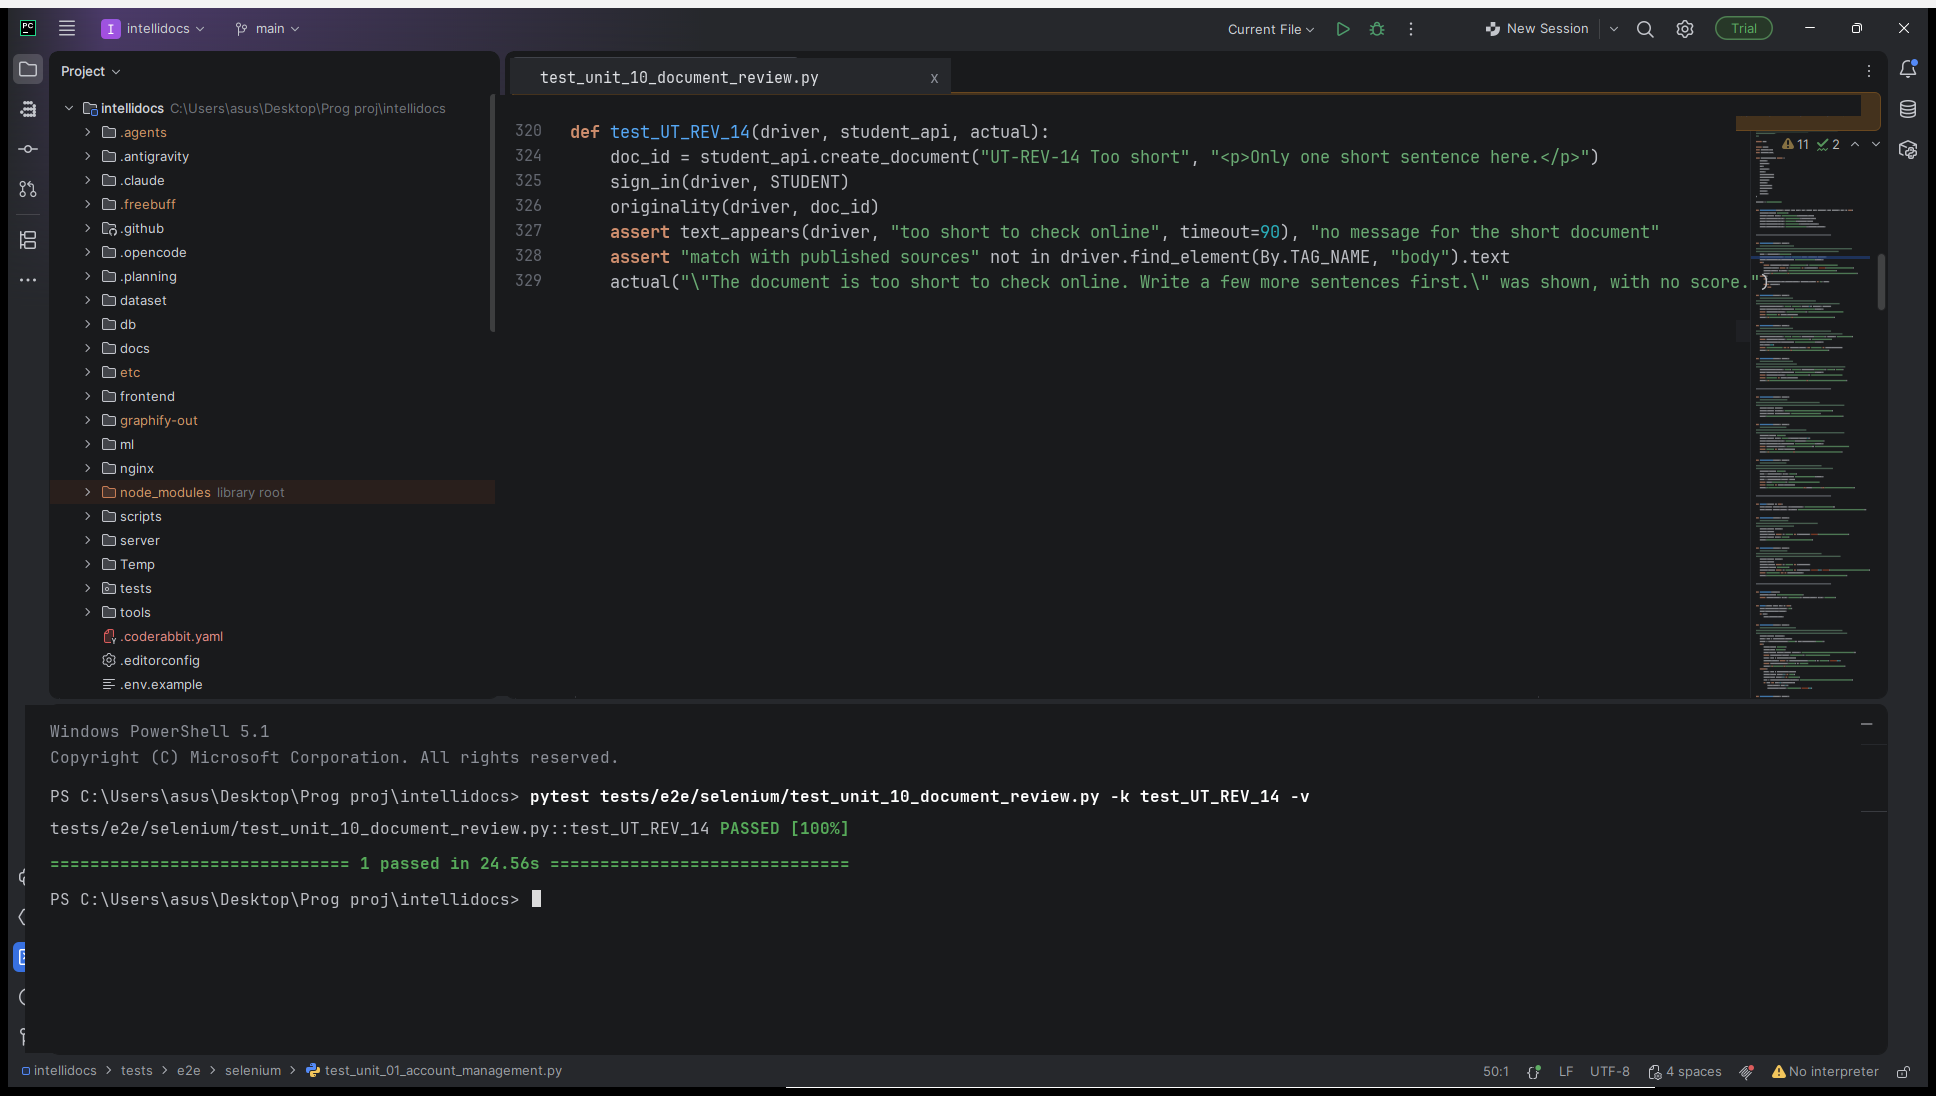 PC
I intellidocs
main
Current File
New Session
Trial
Project
test_unit_10_document_review.py x
intellidocs C:\Users\asus\Desktop\Prog proj\intellidocs
.agents
.antigravity
.claude
.freebuff
.github
.opencode
.planning
dataset
db
docs
etc
frontend
graphify-out
ml
nginx
node_modules library root
scripts
server
Temp
tests
tools
.coderabbit.yaml
.editorconfig
.env.example
11 2
320 def test_UT_REV_14(driver, student_api, actual):
324 doc_id = student_api.create_document("UT-REV-14 Too short", "<p>Only one short sentence here.</p>")
325 sign_in(driver, STUDENT)
326 originality(driver, doc_id)
327 assert text_appears(driver, "too short to check online", timeout=90), "no message for the short document"
328 assert "match with published sources" not in driver.find_element(By.TAG_NAME, "body").text
329 actual("\"The document is too short to check online. Write a few more sentences first.\" was shown, with no score.")
Windows PowerShell 5.1
Copyright (C) Microsoft Corporation. All rights reserved.
PS C:\Users\asus\Desktop\Prog proj\intellidocs> pytest tests/e2e/selenium/test_unit_10_document_review.py -k test_UT_REV_14 -v
tests/e2e/selenium/test_unit_10_document_review.py::test_UT_REV_14 PASSED [100%]
============================== 1 passed in 24.56s ==============================
PS C:\Users\asus\Desktop\Prog proj\intellidocs>
intellidocs > tests > e2e > selenium > test_unit_01_account_management.py
50:1 LF UTF-8 4 spaces No interpreter